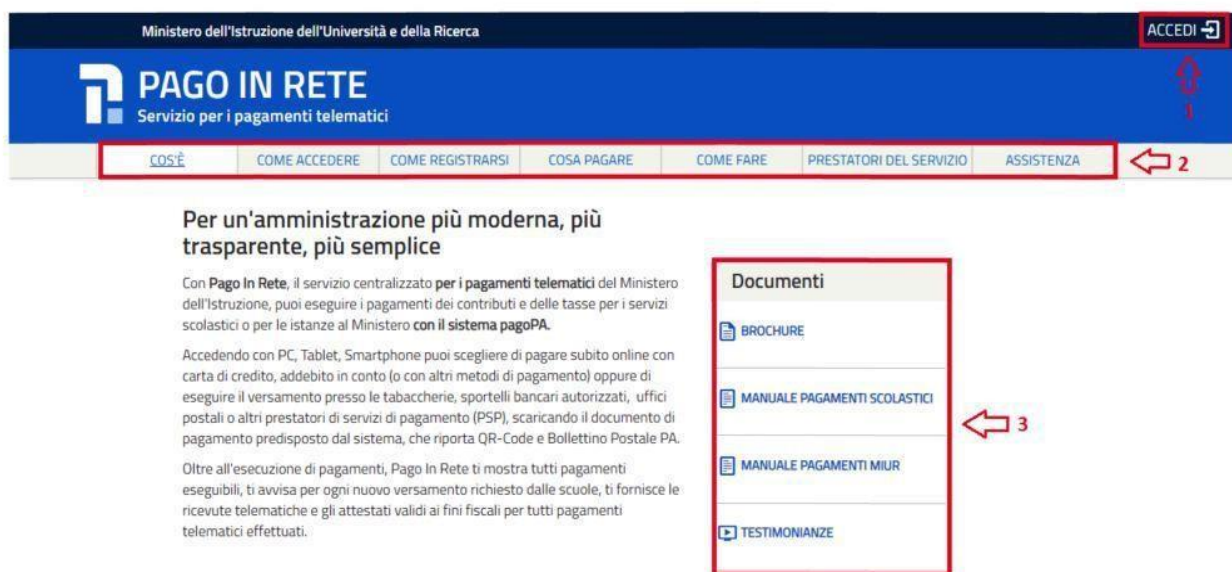 Ministero dell'Istruzione dell'Università e della Ricerca
ACCEDI
1
PAGO IN RETE
Servizio per i pagamenti telematici
COS'È COME ACCEDERE COME REGISTRARSI COSA PAGARE COME FARE PRESTATORI DEL SERVIZIO ASSISTENZA
2
Per un'amministrazione più moderna, più
trasparente, più semplice
Con Pago In Rete, il servizio centralizzato per i pagamenti telematici del Ministero
dell'Istruzione, puoi eseguire i pagamenti dei contributi e delle tasse per i servizi
scolastici o per le istanze al Ministero con il sistema pagoPA.
Accedendo con PC, Tablet, Smartphone puoi scegliere di pagare subito online con
carta di credito, addebito in conto (o con altri metodi di pagamento) oppure di
eseguire il versamento presso le tabaccherie, sportelli bancari autorizzati, uffici
postali o altri prestatori di servizi di pagamento (PSP), scaricando il documento di
pagamento predisposto dal sistema, che riporta QR-Code e Bollettino Postale PA.
Oltre all'esecuzione di pagamenti, Pago In Rete ti mostra tutti pagamenti
eseguibili, ti avvisa per ogni nuovo versamento richiesto dalle scuole, ti fornisce le
ricevute telematiche e gli attestati validi ai fini fiscali per tutti pagamenti
telematici effettuati.
Documenti
BROCHURE
MANUALE PAGAMENTI SCOLASTICI
3
MANUALE PAGAMENTI MIUR
TESTIMONIANZE